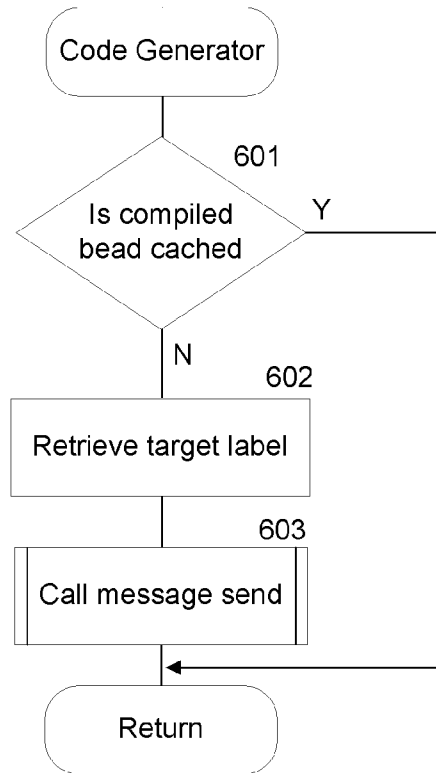 Code Generator
601
Is compiled
bead cached
Y
N
602
Retrieve target label
603
Call message send
Return